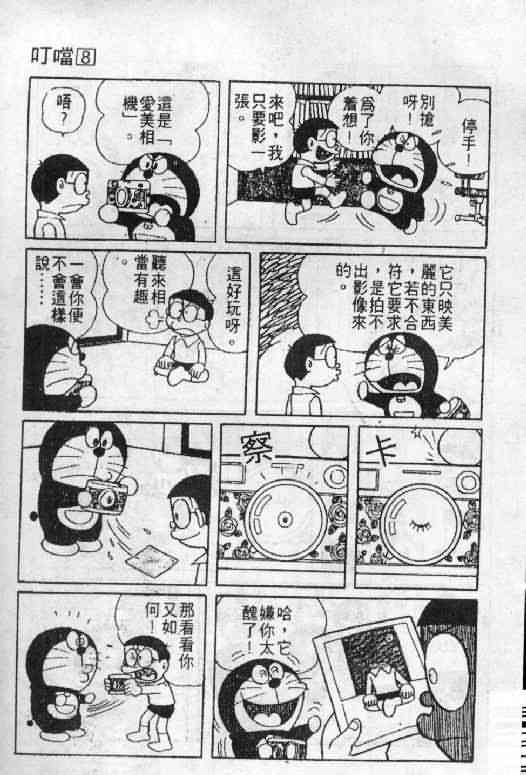 叮噹8
停手!
別搶
呀!
爲了你
着想!
來吧,我
只要影一
張。
這是「
愛美相
機」。
唔?
它只映美
麗的東西
,若不合
符它要求
,是拍不
出影像來
的。
這好玩呀。
聽來相
當有趣
。
一會你便
不會這樣
說……
卡
察
哈,它
嫌你太
醜了!
那看看你
又如
何!